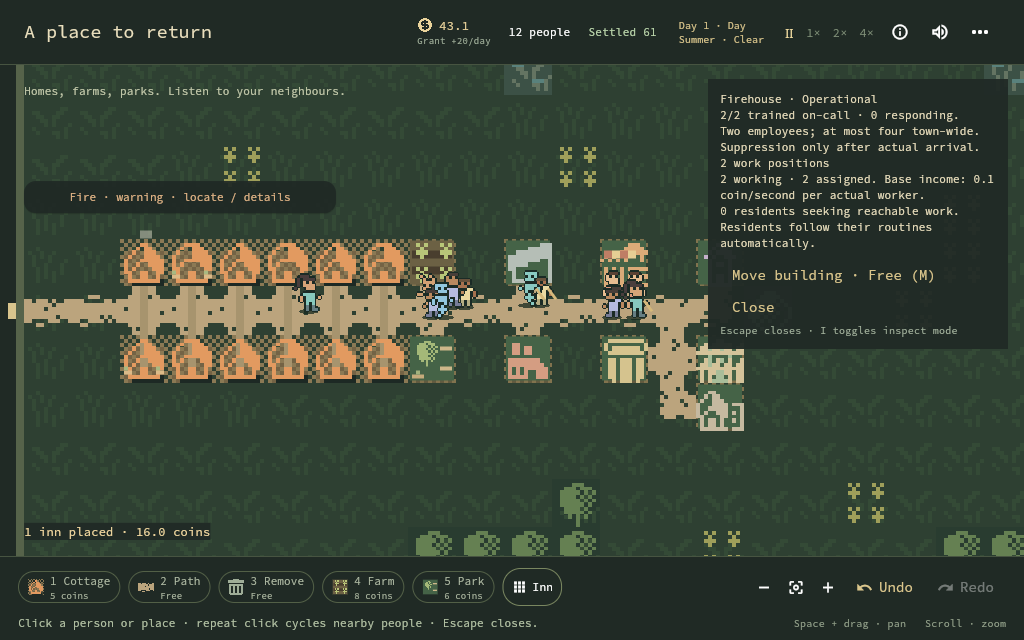 A place to return
43.1
Grant +20/day
12 people
Settled 61
Day 1 · Day
Summer · Clear
II 1× 2× 4×
Homes, farms, parks. Listen to your neighbours.
Fire · warning · locate / details
Firehouse · Operational
2/2 trained on-call · 0 responding.
Two employees; at most four town-wide.
Suppression only after actual arrival.
2 work positions
2 working · 2 assigned. Base income: 0.1
coin/second per actual worker.
0 residents seeking reachable work.
Residents follow their routines
automatically.
Move building · Free (M)
Close
Escape closes · I toggles inspect mode
1 inn placed · 16.0 coins
1 Cottage
5 coins
2 Path
Free
3 Remove
Free
4 Farm
8 coins
5 Park
6 coins
Inn
Undo
Redo
Click a person or place · repeat click cycles nearby people · Escape closes.
Space + drag · pan
Scroll · zoom